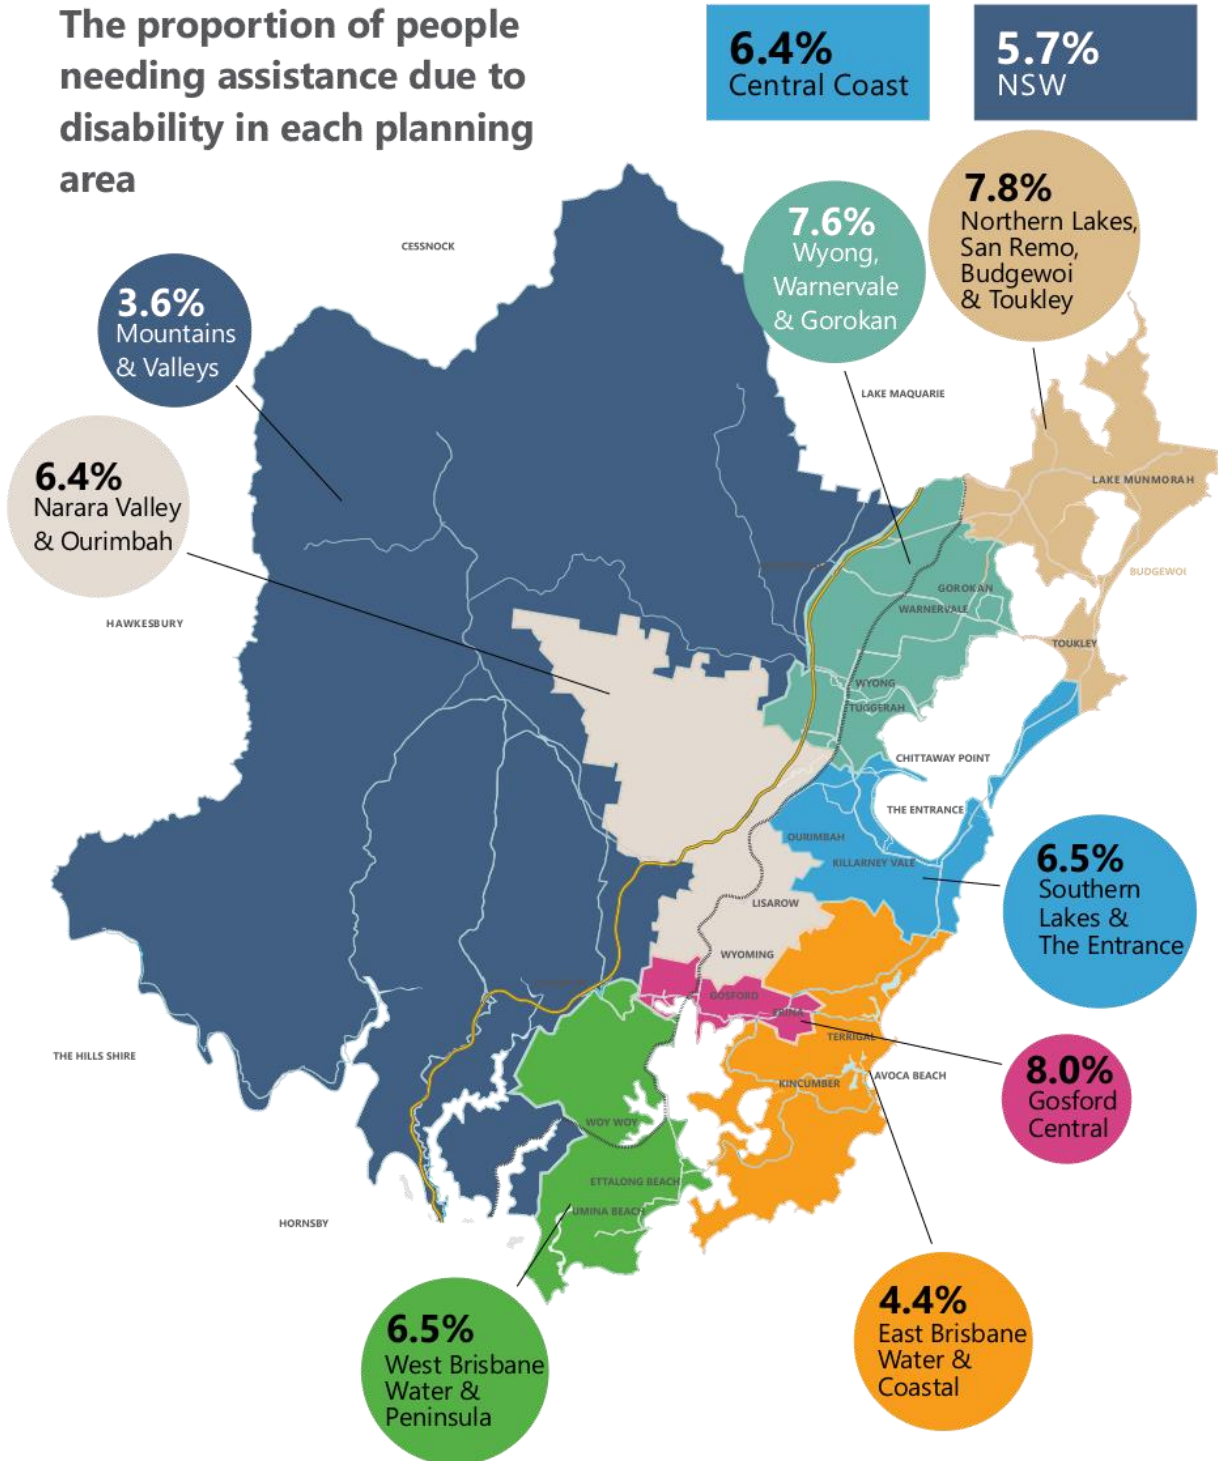 The proportion of people
needing assistance due to
disability in each planning
area
6.4%
Central Coast
5.7%
NSW
7.8%
Northern Lakes,
San Remo,
Budgewoi
& Toukley
7.6%
Wyong,
Warnervale
& Gorokan
CESSNOCK
3.6%
Mountains
& Valleys
LAKE MAQUARIE
6.4%
Narara Valley
& Ourimbah
LAKE MUNMORAH
BUDGEWOI
GOROKAN
WARNERVALE
HAWKESBURY
TOUKLEY
WYONG
TUGGERAH
CHITTAWAY POINT
THE ENTRANCE
OURIMBAH
KILLARNEY VALE
6.5%
Southern
Lakes &
The Entrance
LISAROW
WYOMING
GOSFORD
ERINA
TERRIGAL
THE HILLS SHIRE
AVOCA BEACH
KINCUMBER
8.0%
Gosford
Central
WOY WOY
ETTALONG BEACH
UMINA BEACH
HORNSBY
4.4%
East Brisbane
Water &
Coastal
6.5%
West Brisbane
Water &
Peninsula